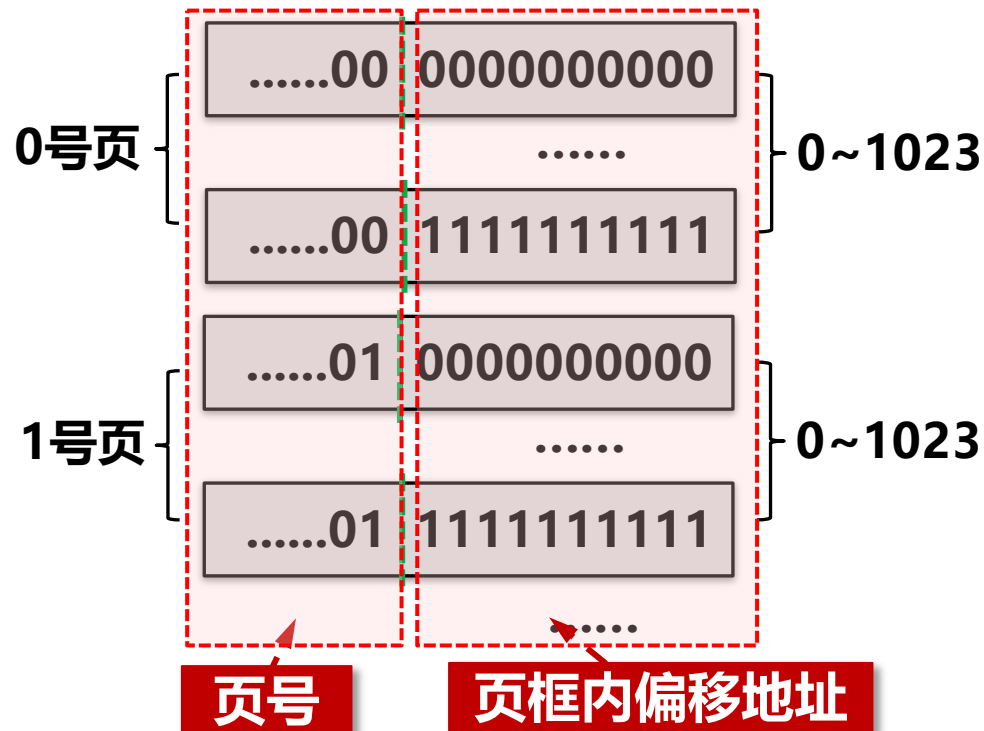 ......00 0000000000
0号页
......
0~1023
......00 1111111111
......01 0000000000
1号页
......
0~1023
......01 1111111111
......
页号
页框内偏移地址